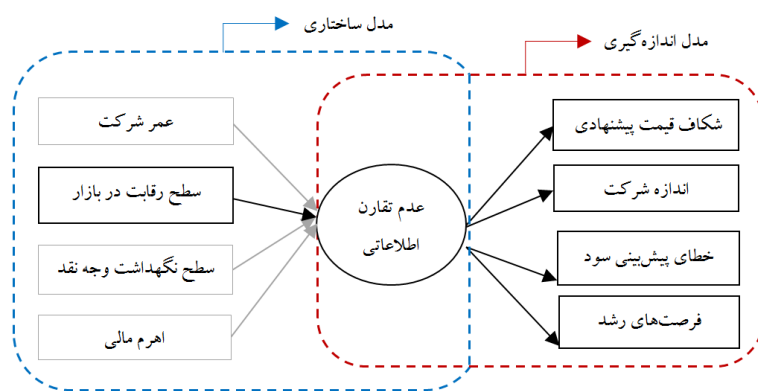 مدل ساختاری
مدل اندازه‌گیری
عمر شرکت
سطح رقابت در بازار
سطح نگهداشت وجه نقد
اهرم مالی
عدم تقارن
اطلاعاتی
شکاف قیمت پیشنهادی
اندازه شرکت
خطای پیش‌بینی سود
فرصت‌های رشد